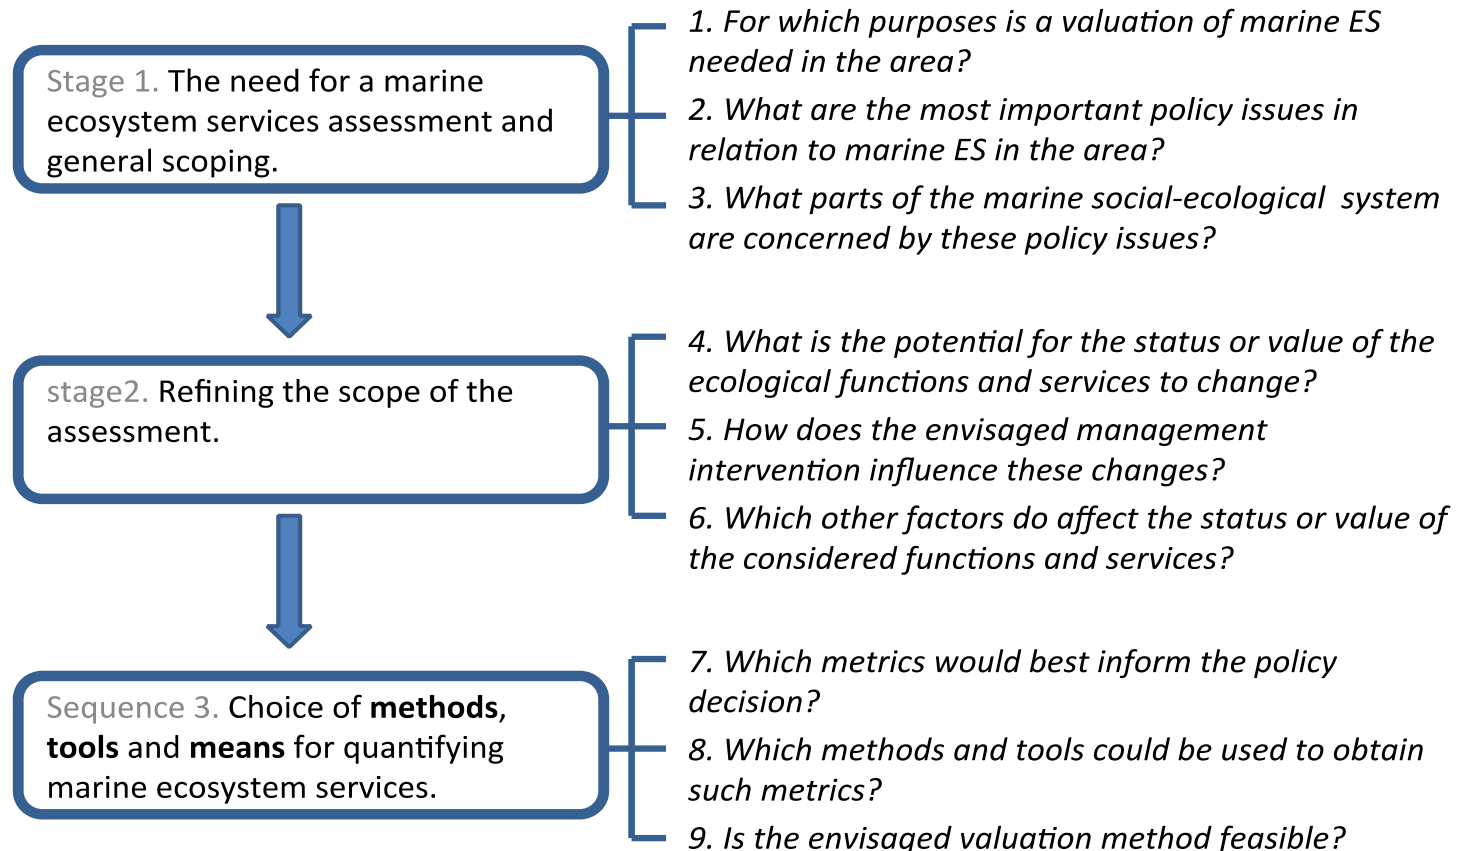 Stage 1. The need for a marine
ecosystem services assessment and
general scoping.
1. For which purposes is a valuation of marine ES
needed in the area?
2. What are the most important policy issues in
relation to marine ES in the area?
3. What parts of the marine social-ecological  system
are concerned by these policy issues?
stage2. Refining the scope of the
assessment.
4. What is the potential for the status or value of the
ecological functions and services to change?
5. How does the envisaged management
intervention influence these changes?
6. Which other factors do affect the status or value of
the considered functions and services?
Sequence 3. Choice of methods,
tools and means for quantifying
marine ecosystem services.
7. Which metrics would best inform the policy
decision?
8. Which methods and tools could be used to obtain
such metrics?
9. Is the envisaged valuation method feasible?